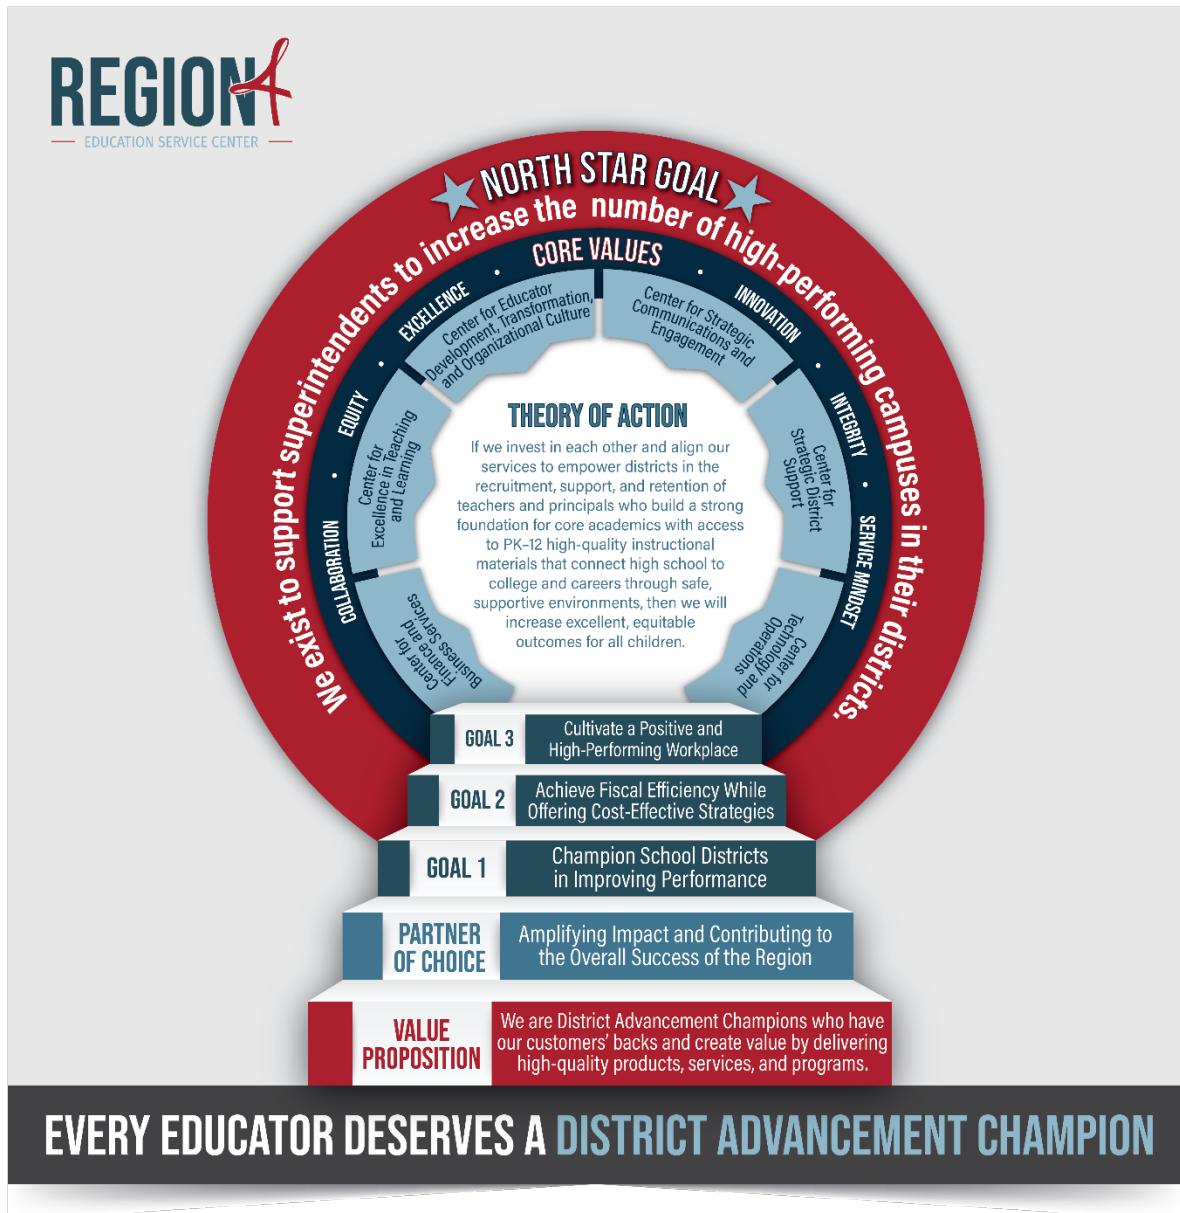 REGION 4
EDUCATION SERVICE CENTER
NORTH STAR GOAL
We exist to support superintendents to increase the number of high-performing campuses in their districts.
CORE VALUES
COLLABORATION • EQUITY • EXCELLENCE • • INNOVATION • INTEGRITY • SERVICE MINDSET
Center for
Finance and
Business Services
Center for
Excellence in Teaching
and Learning
Center for Educator
Development, Transformation,
and Organizational Culture
Center for Strategic
Communications and
Engagement
Center for
Strategic District
Support
Center for
Technology and
Operations
THEORY OF ACTION
If we invest in each other and align our
services to empower districts in the
recruitment, support, and retention of
teachers and principals who build a strong
foundation for core academics with access
to PK–12 high-quality instructional
materials that connect high school to
college and careers through safe,
supportive environments, then we will
increase excellent, equitable
outcomes for all children.
GOAL 3
Cultivate a Positive and
High-Performing Workplace
GOAL 2
Achieve Fiscal Efficiency While
Offering Cost-Effective Strategies
GOAL 1
Champion School Districts
in Improving Performance
PARTNER
OF CHOICE
Amplifying Impact and Contributing to
the Overall Success of the Region
VALUE
PROPOSITION
We are District Advancement Champions who have
our customers' backs and create value by delivering
high-quality products, services, and programs.
EVERY EDUCATOR DESERVES A DISTRICT ADVANCEMENT CHAMPION